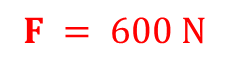 F = 600 N